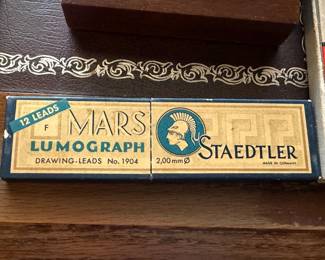 12 LEADS
F
MARS
LUMOGRAPH
DRAWING-LEADS No. 1904
2,00 mm Ø
STAEDTLER
MADE IN GERMANY